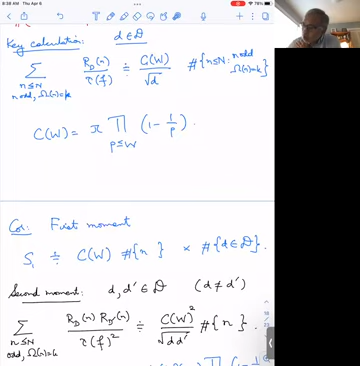 8:38 AM Thu Apr 6
76%
Key calculation: d ∈ 𝒟
∑_{n≤N, n odd, Ω(n)=k} R_D(n)/τ(f) ≑ C(W)/√d #{n≤N: n odd, Ω(n)=k}
C(W) = π ∏_{p≤W} (1 - 1/p).
Cor: First moment
S₁ ≑ C(W) #{n} × #{d ∈ 𝒟}.
Second moment: d, d' ∈ 𝒟 (d ≠ d')
∑_{n≤N, odd, Ω(n)=k} R_D(n) R_D'(n)/τ(f)² ≑ C(W)²/√dd' #{n}.